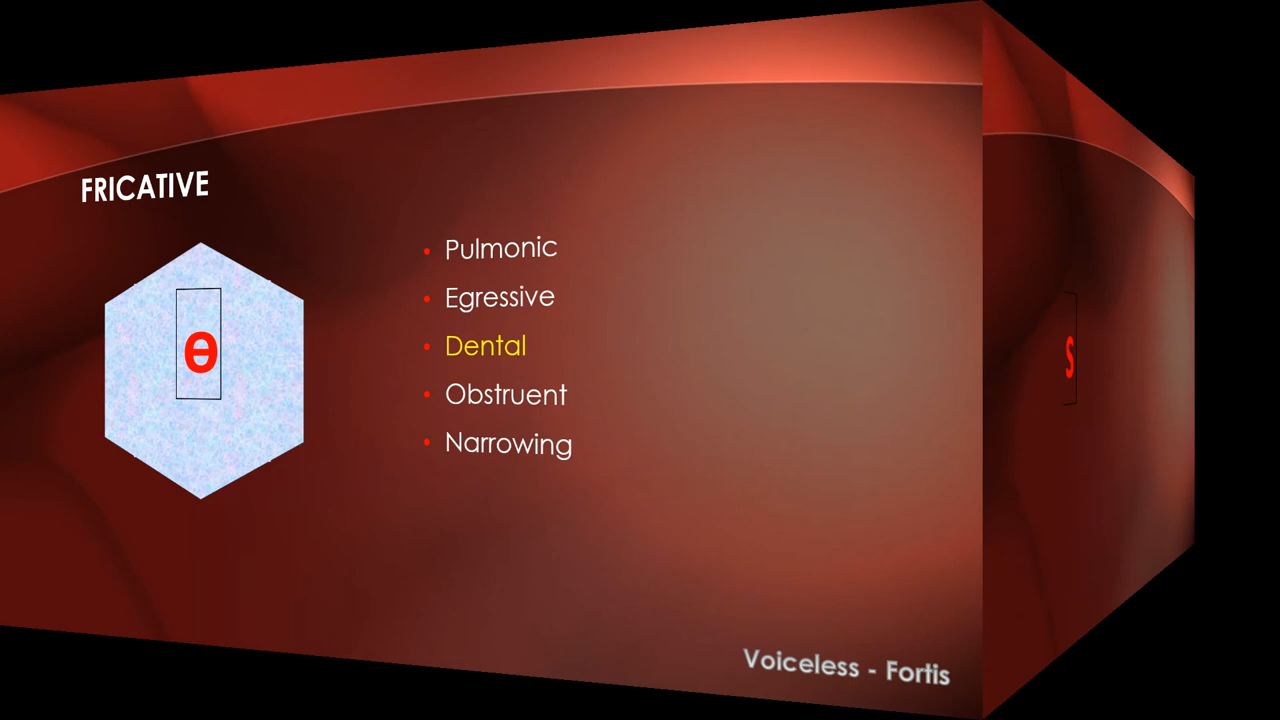 FRICATIVE
Ɵ
Pulmonic
Egressive
Dental
Obstruent
Narrowing
Voiceless - Fortis
S